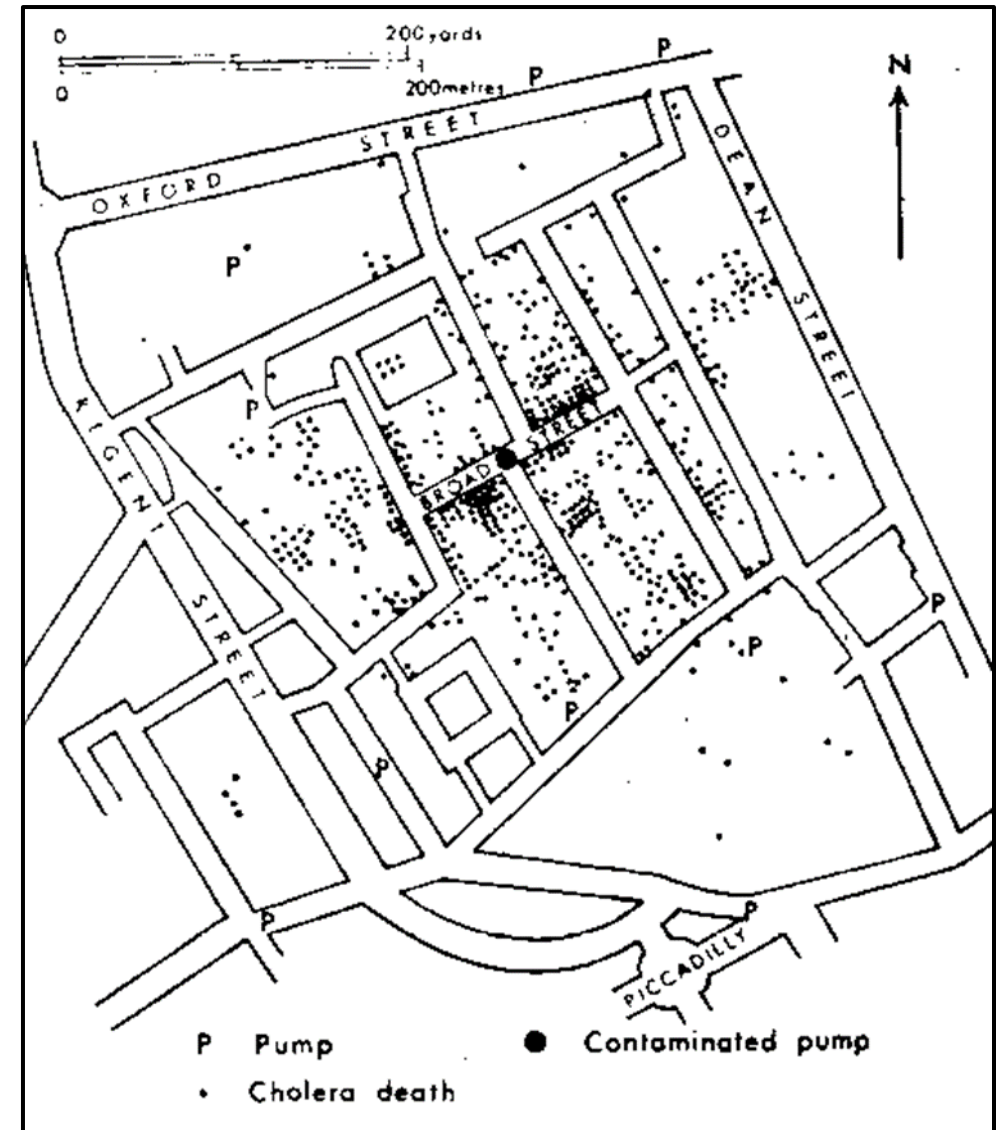 0 200 yards
0 200 metres
N
P
P
OXFORD STREET
DEAN STREET
P
P
REGENT STREET
BROAD STREET
P
P
P
P
P
P
PICCADILLY
P Pump
Contaminated pump
Cholera death